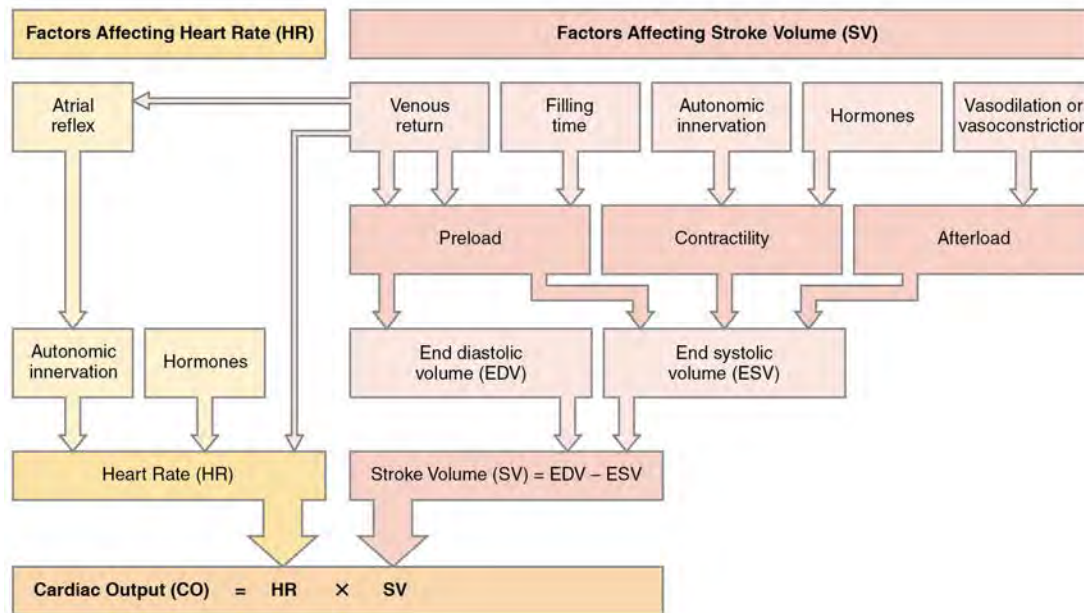 Factors Affecting Heart Rate (HR)
Factors Affecting Stroke Volume (SV)
Atrial
reflex
Venous
return
Filling
time
Autonomic
innervation
Hormones
Vasodilation or
vasoconstriction
Preload
Contractility
Afterload
Autonomic
innervation
Hormones
End diastolic
volume (EDV)
End systolic
volume (ESV)
Heart Rate (HR)
Stroke Volume (SV) = EDV – ESV
Cardiac Output (CO) = HR × SV